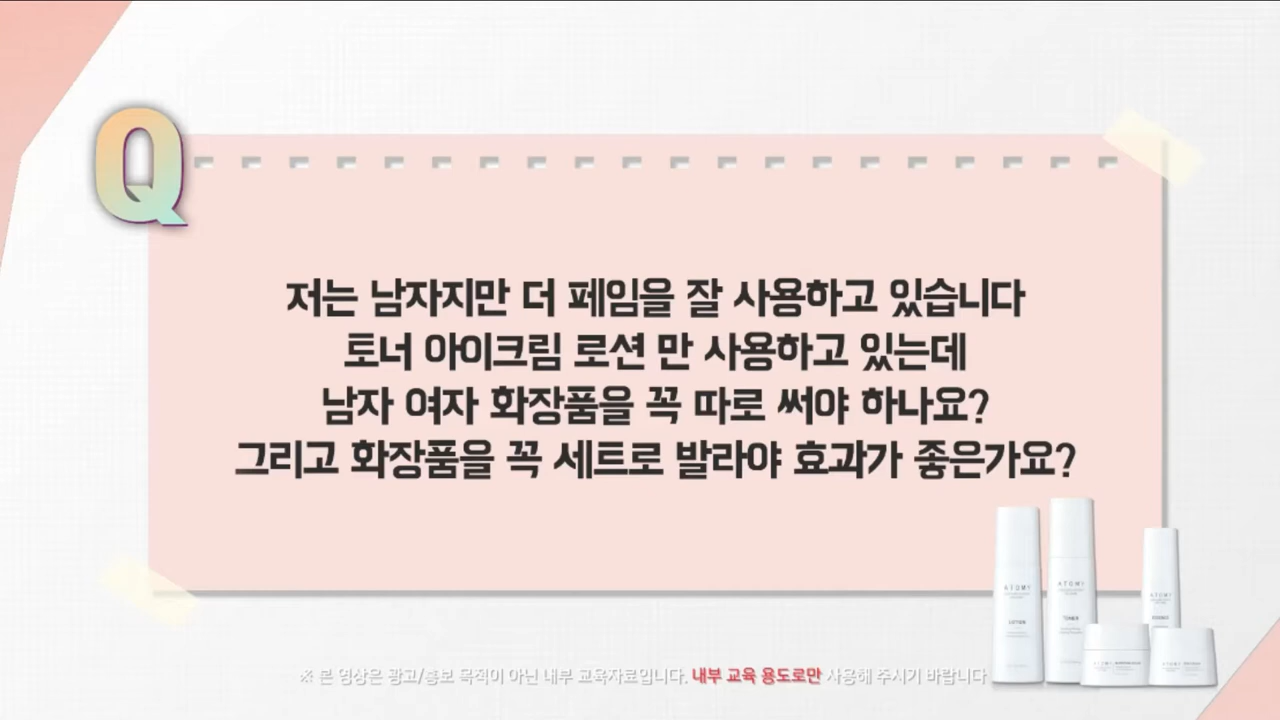 Q
저는 남자지만 더 페임을 잘 사용하고 있습니다
토너 아이크림 로션 만 사용하고 있는데
남자 여자 화장품을 꼭 따로 써야 하나요?
그리고 화장품을 꼭 세트로 발라야 효과가 좋은가요?
ATOMY
LOTION
ATOMY
TONER
ATOMY
ATOMY
※ 본 영상은 광고/홍보 목적이 아닌 내부 교육자료입니다. 내부 교육 용도로만 사용해 주시기 바랍니다